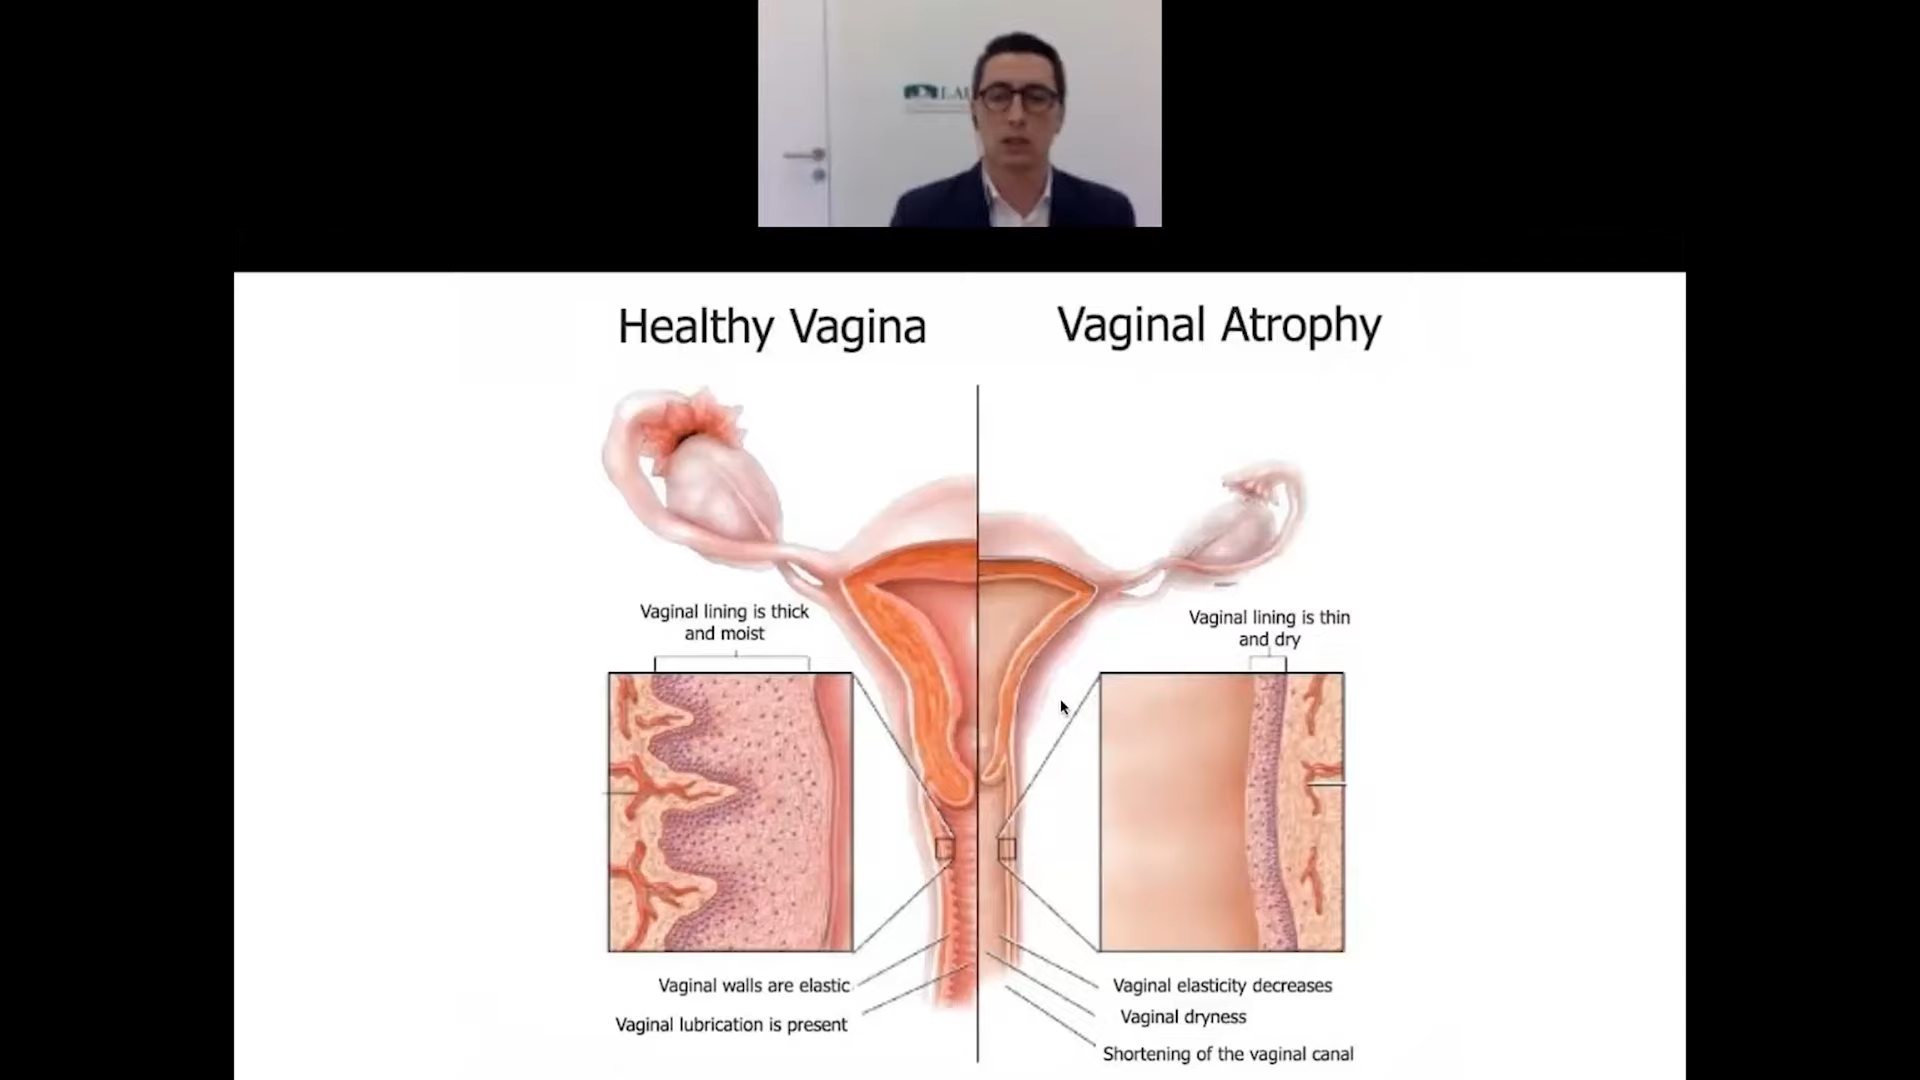 LAU
Healthy Vagina
Vaginal Atrophy
Vaginal lining is thick
and moist
Vaginal lining is thin
and dry
Vaginal walls are elastic
Vaginal lubrication is present
Vaginal elasticity decreases
Vaginal dryness
Shortening of the vaginal canal